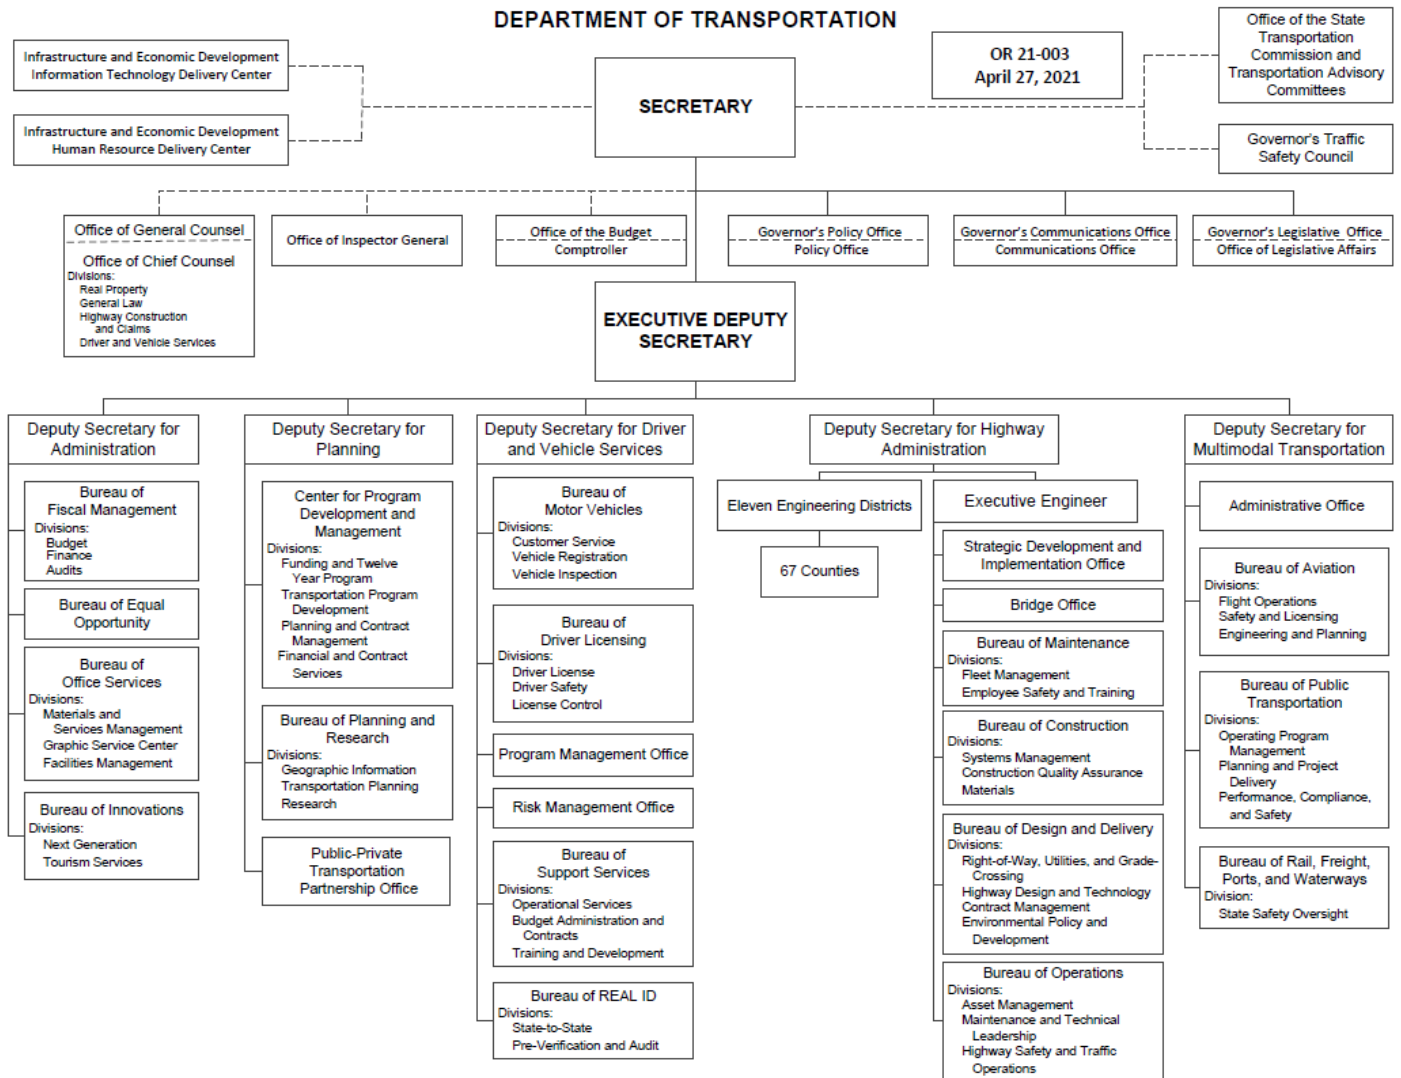 DEPARTMENT OF TRANSPORTATION
Infrastructure and Economic Development
Information Technology Delivery Center
Infrastructure and Economic Development
Human Resource Delivery Center
SECRETARY
OR 21-003
April 27, 2021
Office of the State
Transportation
Commission and
Transportation Advisory
Committees
Governor's Traffic
Safety Council
Office of General Counsel
Office of Chief Counsel
Divisions:
Real Property
General Law
Highway Construction
and Claims
Driver and Vehicle Services
Office of Inspector General
Office of the Budget
Comptroller
Governor's Policy Office
Policy Office
Governor's Communications Office
Communications Office
Governor's Legislative Office
Office of Legislative Affairs
EXECUTIVE DEPUTY
SECRETARY
Deputy Secretary for
Administration
Bureau of
Fiscal Management
Divisions:
Budget
Finance
Audits
Bureau of Equal
Opportunity
Bureau of
Office Services
Divisions:
Materials and
Services Management
Graphic Service Center
Facilities Management
Bureau of Innovations
Divisions:
Next Generation
Tourism Services
Deputy Secretary for
Planning
Center for Program
Development and
Management
Divisions:
Funding and Twelve
Year Program
Transportation Program
Development
Planning and Contract
Management
Financial and Contract
Services
Bureau of Planning and
Research
Divisions:
Geographic Information
Transportation Planning
Research
Public-Private
Transportation
Partnership Office
Deputy Secretary for Driver
and Vehicle Services
Bureau of
Motor Vehicles
Divisions:
Customer Service
Vehicle Registration
Vehicle Inspection
Bureau of
Driver Licensing
Divisions:
Driver License
Driver Safety
License Control
Program Management Office
Risk Management Office
Bureau of
Support Services
Divisions:
Operational Services
Budget Administration and
Contracts
Training and Development
Bureau of REAL ID
Divisions:
State-to-State
Pre-Verification and Audit
Deputy Secretary for Highway
Administration
Eleven Engineering Districts
67 Counties
Executive Engineer
Strategic Development and
Implementation Office
Bridge Office
Bureau of Maintenance
Divisions:
Fleet Management
Employee Safety and Training
Bureau of Construction
Divisions:
Systems Management
Construction Quality Assurance
Materials
Bureau of Design and Delivery
Divisions:
Right-of-Way, Utilities, and Grade-
Crossing
Highway Design and Technology
Contract Management
Environmental Policy and
Development
Bureau of Operations
Divisions:
Asset Management
Maintenance and Technical
Leadership
Highway Safety and Traffic
Operations
Deputy Secretary for
Multimodal Transportation
Administrative Office
Bureau of Aviation
Divisions:
Flight Operations
Safety and Licensing
Engineering and Planning
Bureau of Public
Transportation
Divisions:
Operating Program
Management
Planning and Project
Delivery
Performance, Compliance,
and Safety
Bureau of Rail, Freight,
Ports, and Waterways
Division:
State Safety Oversight